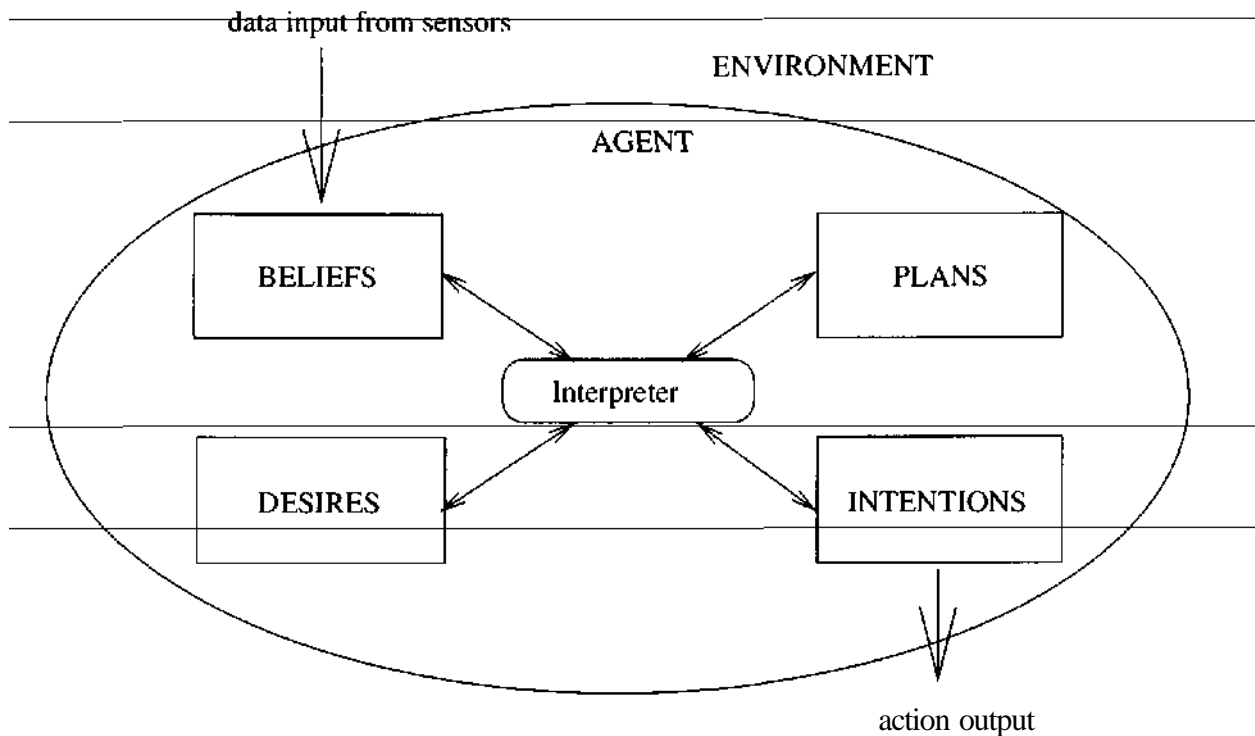 data input from sensors
ENVIRONMENT
AGENT
BELIEFS
PLANS
Interpreter
DESIRES
INTENTIONS
action output